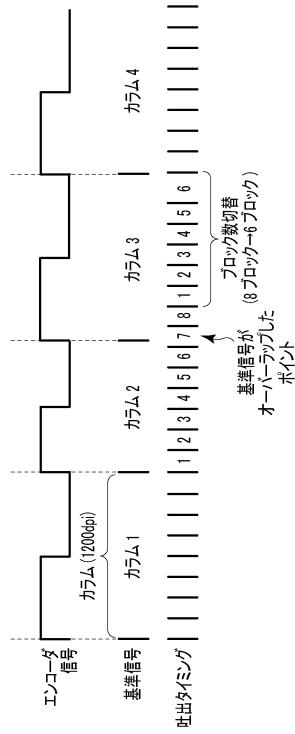 エンコーダ
信号
カラム(1200dpi)
基準信号
カラム1
カラム2
カラム3
カラム4
吐出タイミング
1 2 3 4 5 6 7 8 1 2 3 4 5 6
基準信号が
オーバーラップした
ポイント
ブロック数切替
(8ブロック→6ブロック)